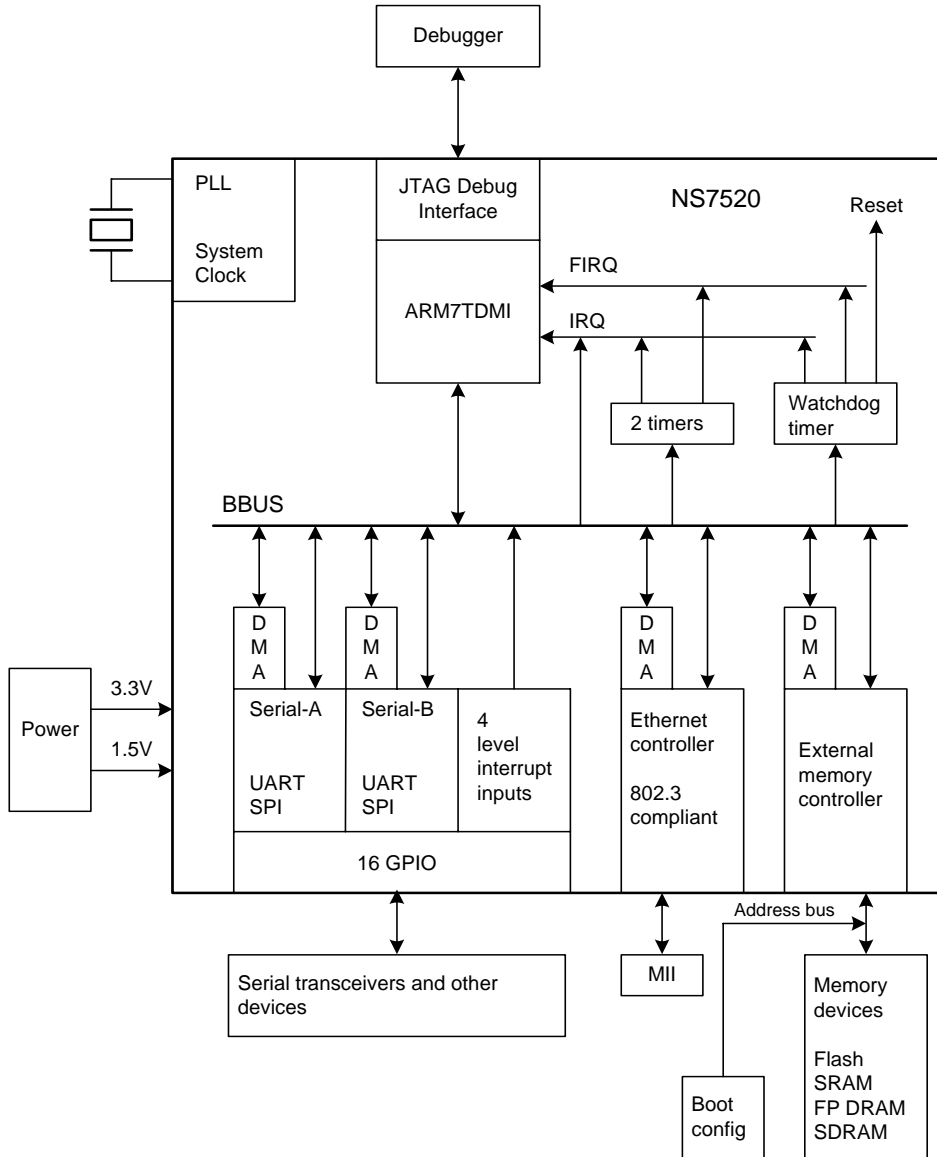 Debugger
PLL
System
Clock
JTAG Debug
Interface
ARM7TDMI
NS7520
Reset
FIRQ
IRQ
2 timers
Watchdog
timer
BBUS
D
M
A
D
M
A
D
M
A
D
M
A
Power
3.3V
1.5V
Serial-A
UART
SPI
Serial-B
UART
SPI
4
level
interrupt
inputs
16 GPIO
Ethernet
controller
802.3
compliant
External
memory
controller
Address bus
Serial transceivers and other
devices
MII
Boot
config
Memory
devices
Flash
SRAM
FP DRAM
SDRAM